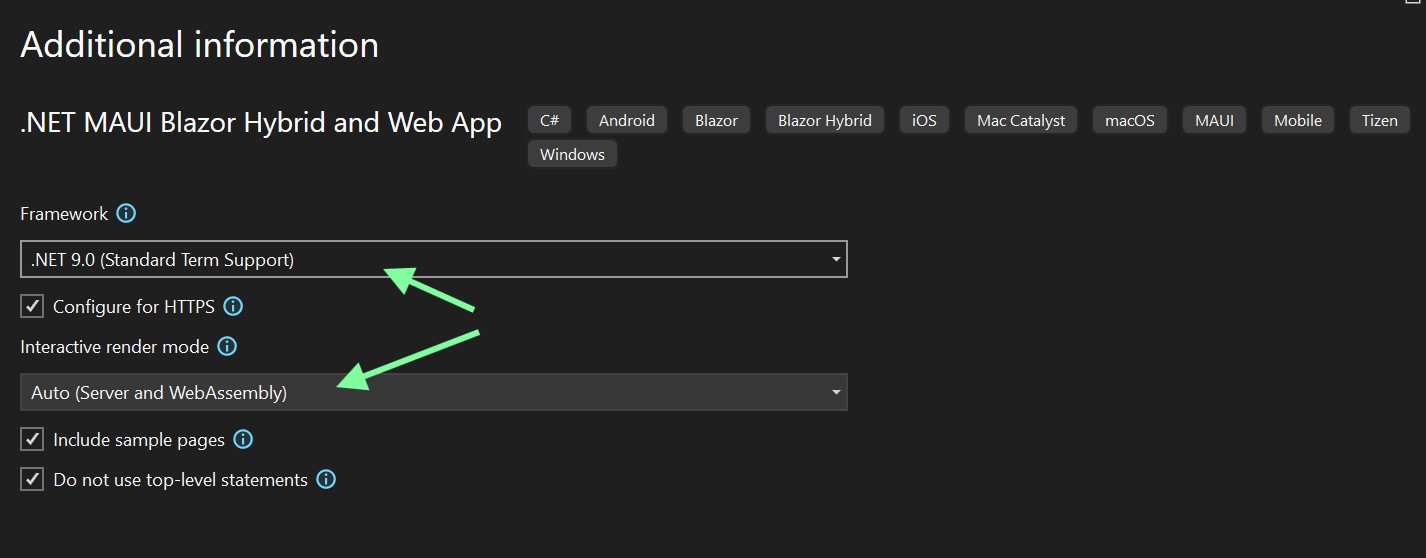 Additional information
.NET MAUI Blazor Hybrid and Web App
C# Android Blazor Blazor Hybrid iOS Mac Catalyst macOS MAUI Mobile Tizen
Windows
Framework
.NET 9.0 (Standard Term Support)
Configure for HTTPS
Interactive render mode
Auto (Server and WebAssembly)
Include sample pages
Do not use top-level statements